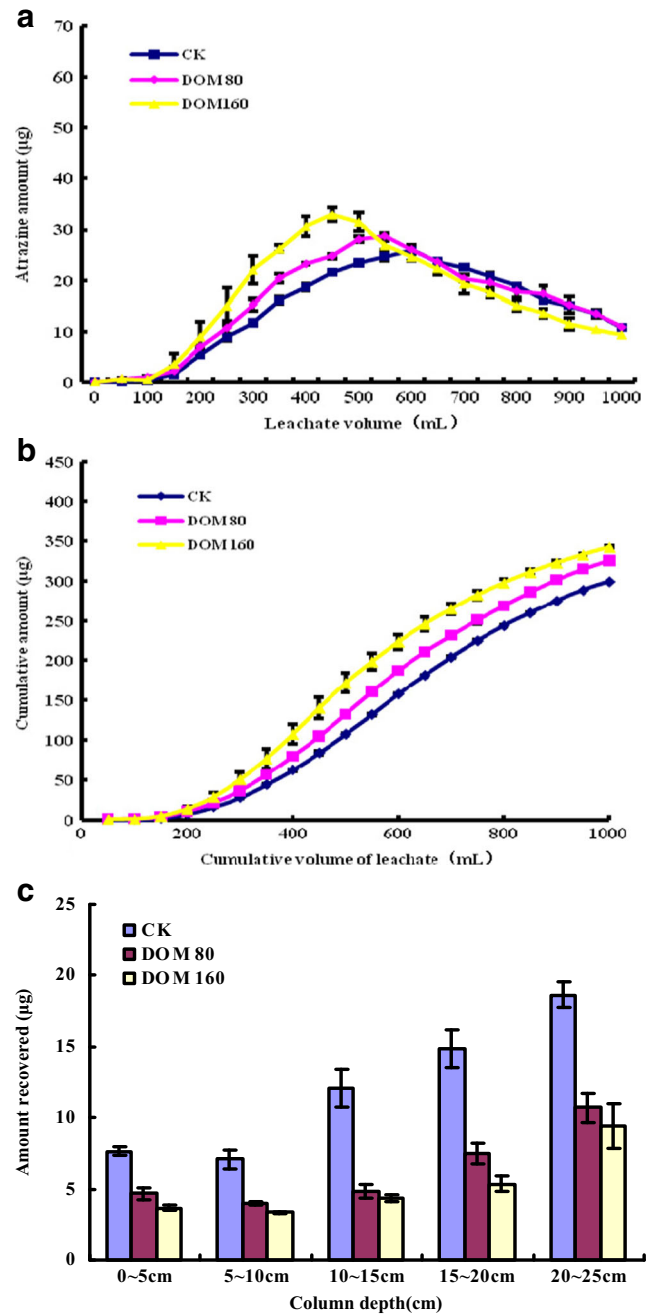 a
70
60
50
40
30
20
10
0
CK
DOM80
DOM160
Atrazine amount (μg)
0 100 200 300 400 500 600 700 800 900 1000
Leachate volume （mL）
b
450
400
350
300
250
200
150
100
50
0
CK
DOM 80
DOM 160
Cumulative amount (μg)
0 200 400 600 800 1000
Cumulative volume of leachate （mL）
c
25
20
15
10
5
0
CK
DOM 80
DOM 160
Amount recovered (μg)
0~5cm 5~10cm 10~15cm 15~20cm 20~25cm
Column depth(cm)